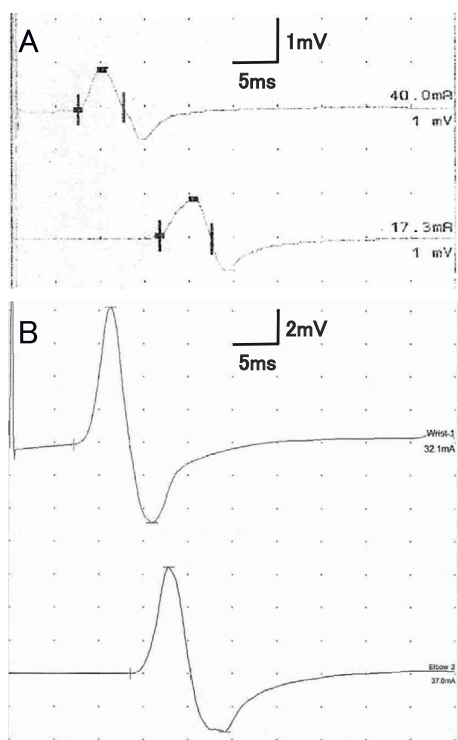 A
1mV
5ms
40.0mA
1 mV
17.3mA
1 mV
B
2mV
5ms
Wrist-1
32.1mA
Elbow 2
37.0mA